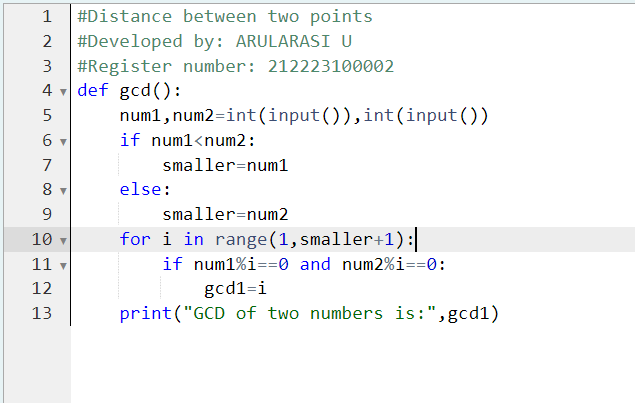 1 #Distance between two points
2 #Developed by: ARULARASI U
3 #Register number: 212223100002
4 def gcd():
5     num1,num2=int(input()),int(input())
6     if num1<num2:
7         smaller=num1
8     else:
9         smaller=num2
10     for i in range(1,smaller+1):
11         if num1%i==0 and num2%i==0:
12             gcd1=i
13     print("GCD of two numbers is:",gcd1)